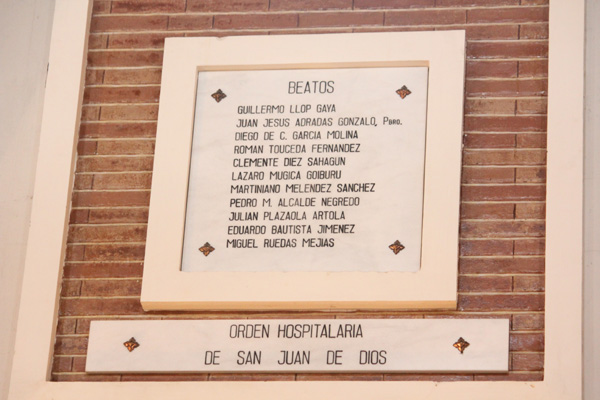 BEATOS
GUILLERMO LLOP GAYA
JUAN JESUS ADRADAS GONZALO, PBRO.
DIEGO DE C. GARCIA MOLINA
ROMAN TOUCEDA FERNANDEZ
CLEMENTE DIEZ SAHAGUN
LAZARO MUGICA GOIBURU
MARTINIANO MELENDEZ SANCHEZ
PEDRO M. ALCALDE NEGREDO
JULIAN PLAZAOLA ARTOLA
EDUARDO BAUTISTA JIMENEZ
MIGUEL RUEDAS MEJIAS
ORDEN HOSPITALARIA
DE SAN JUAN DE DIOS